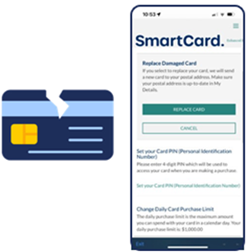 10:53
SmartCard.
Enhanced
Replace Damaged Card
If you select to replace your card, we will send
a new card to your postal address. Make sure
your postal address is up to date in My
Details.
REPLACE CARD
CANCEL
Set your Card PIN (Personal Identification
Number)
Please enter 4-digit PIN which will be used to
access your card when you are making a purchase.
Set your Card PIN (Personal Identification Number)
Change Daily Card Purchase Limit
The daily purchase limit is the maximum amount
you can spend with your card in a calendar day. Your
daily purchase limit is $1,000.00
Edit